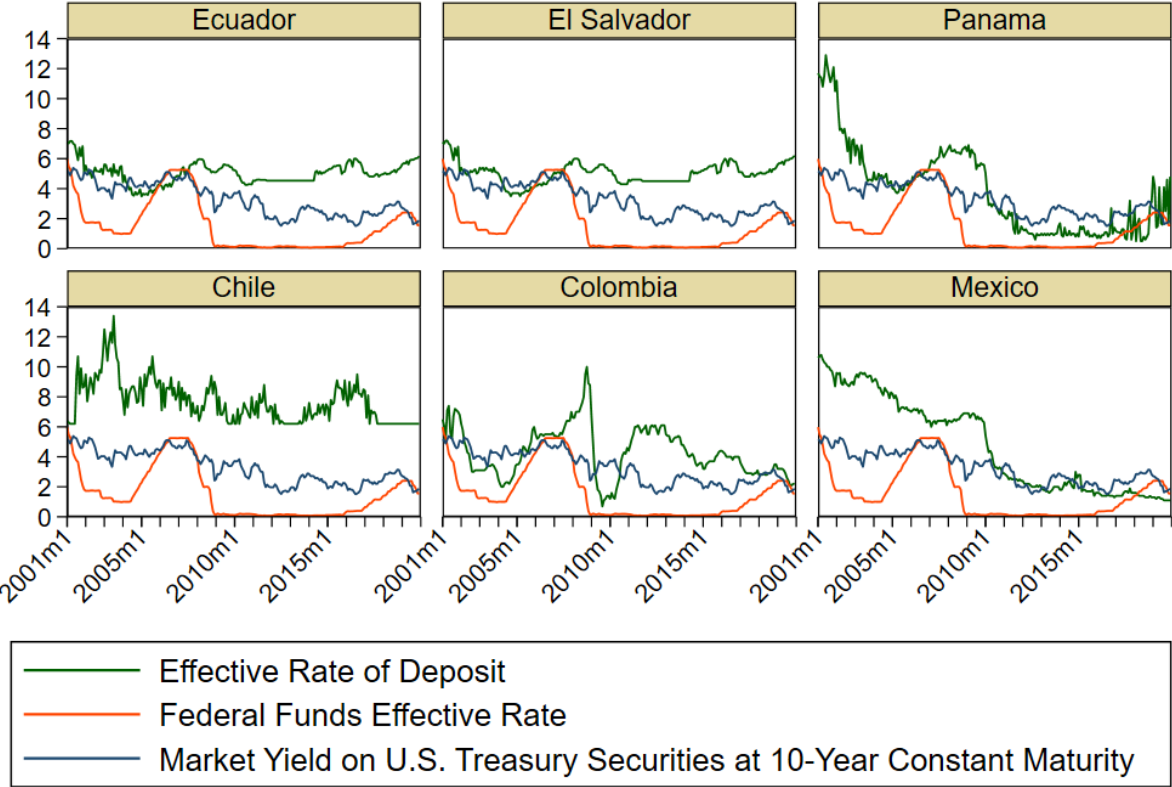 Ecuador
El Salvador
Panama
14
12
10
8
6
4
2
0
Chile
Colombia
Mexico
14
12
10
8
6
4
2
0
2001m1
2005m1
2010m1
2015m1
2001m1
2005m1
2010m1
2015m1
2001m1
2005m1
2010m1
2015m1
Effective Rate of Deposit
Federal Funds Effective Rate
Market Yield on U.S. Treasury Securities at 10-Year Constant Maturity